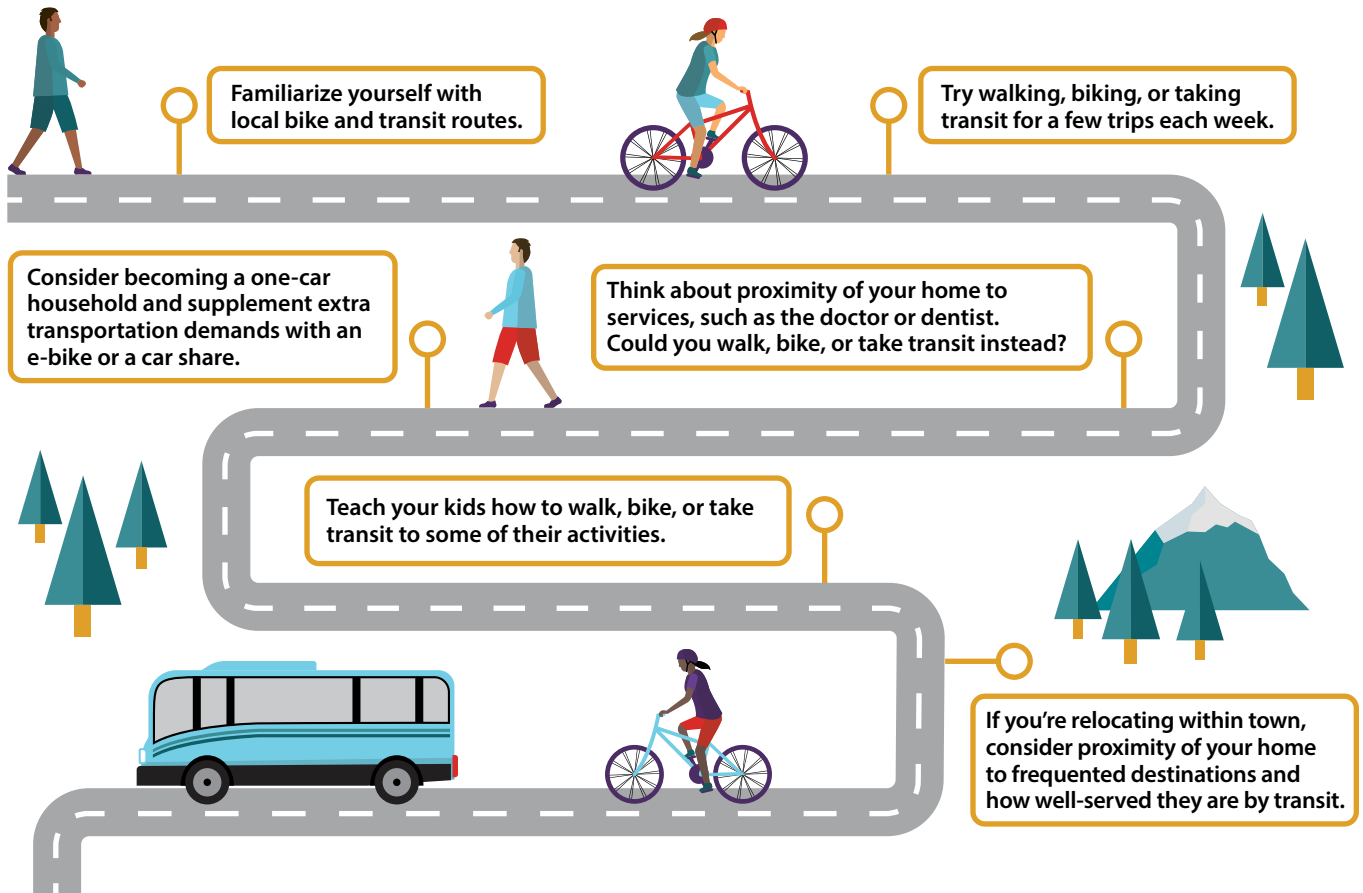 Familiarize yourself with
local bike and transit routes.
Try walking, biking, or taking
transit for a few trips each week.
Consider becoming a one-car
household and supplement extra
transportation demands with an
e-bike or a car share.
Think about proximity of your home to
services, such as the doctor or dentist.
Could you walk, bike, or take transit instead?
Teach your kids how to walk, bike, or take
transit to some of their activities.
If you’re relocating within town,
consider proximity of your home
to frequented destinations and
how well-served they are by transit.